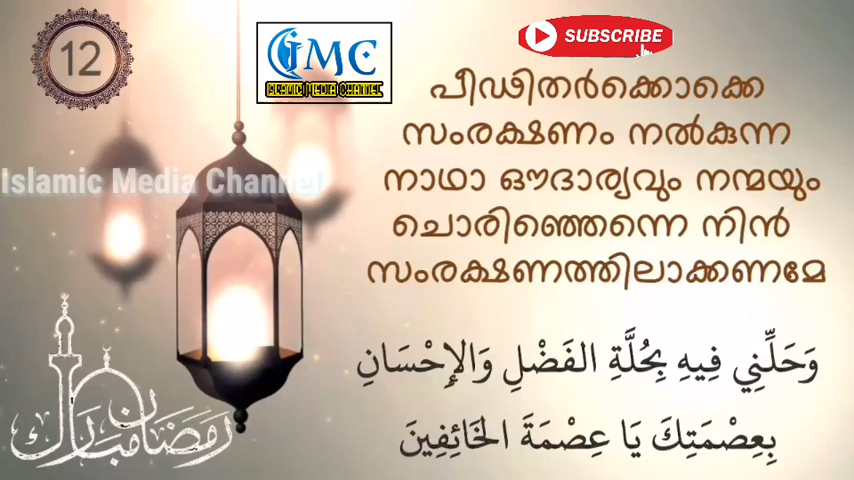 12
IMC
ISLAMIC MEDIA CHANNEL
SUBSCRIBE
പീഢിതർക്കൊക്കെ
സംരക്ഷണം നൽകുന്ന
നാഥാ ഔദാര്യവും നന്മയും
ചൊരിഞ്ഞെന്നെ നിൻ
സംരക്ഷണത്തിലാക്കണമേ
Islamic Media Channel
وَحَلِّنِي فِيهِ بِحُلَّةِ الفَضْلِ وَالإِحْسَانِ
بِعِصْمَتِكَ يَا عِصْمَةَ الخَائِفِينَ
رمضان مبارك